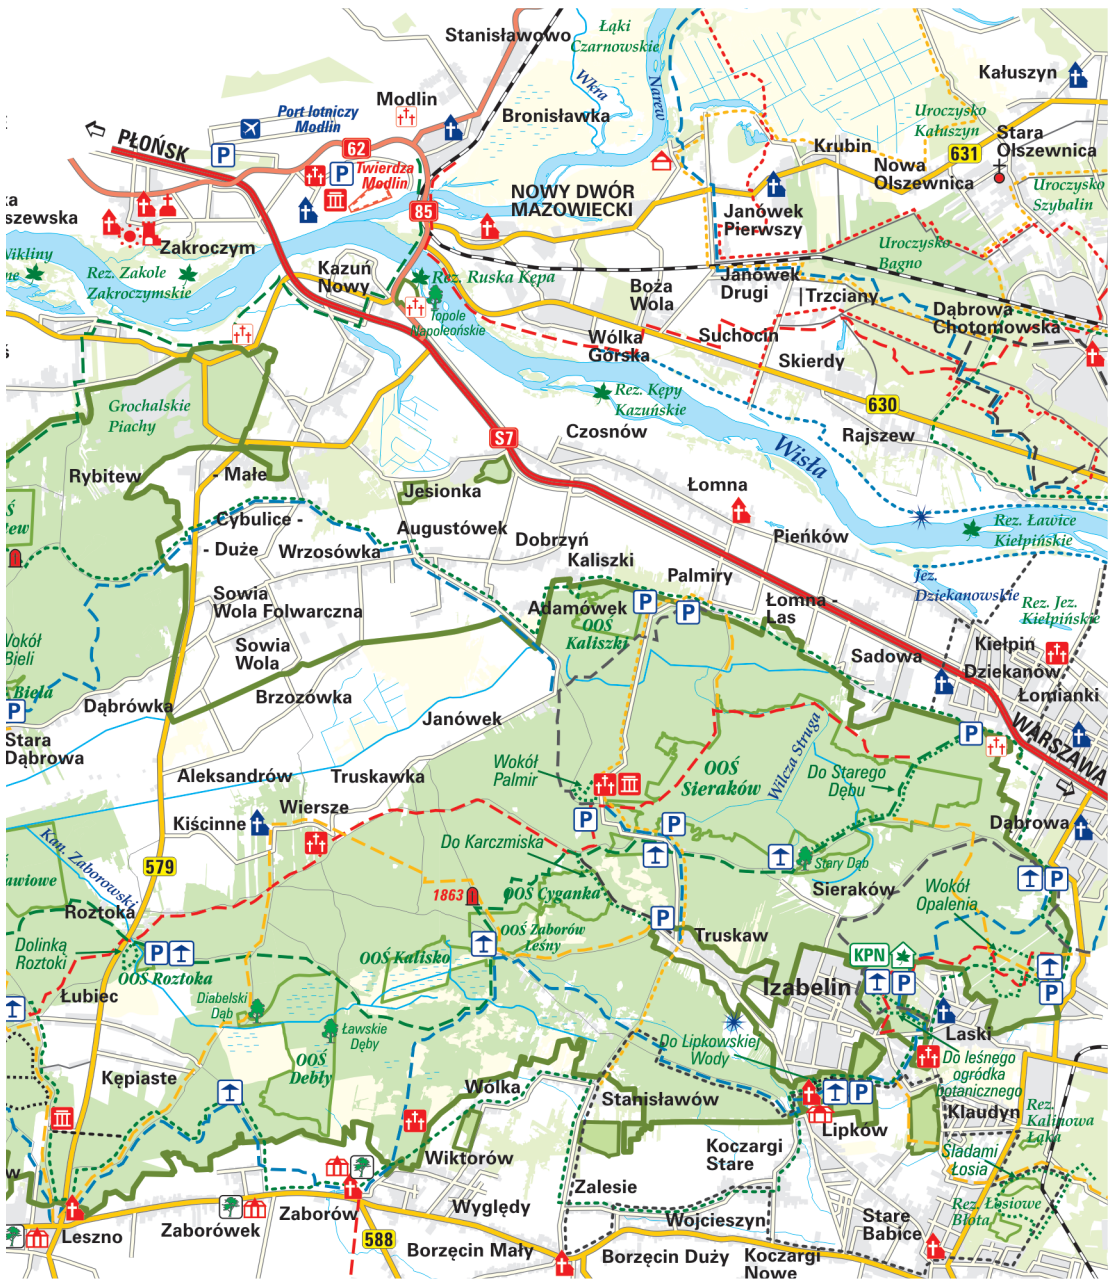 Stanisławowo
Łąki
Czarnowskie
Wkra
Narew
Kałuszyn
Modlin
Port lotniczy
Modlin
Bronisławka
Uroczysko
Kałuszyn
Stara
Olszewnica
PŁOŃSK
P
62
Krubin
631
Nowa
Olszewnica
P
Twierdza
Modlin
NOWY DWÓR
MAZOWIECKI
Uroczysko
Szybalin
szewska
85
Janówek
Pierwszy
Zakroczym
Uroczysko
Bagno
Wikliny
Rez. Zakole
Zakroczymskie
Kazuń
Nowy
Rez. Ruska Kępa
Boża
Wola
Janówek
Drugi
Trzciany
Topole
Napoleońskie
Dąbrowa
Chotomowska
Wólka
Górska
Suchocin
Skierdy
Grochalskie
Piachy
Rez. Kępy
Kazuńskie
630
S7
Czosnów
Rajszew
Wisła
Rybitew
- Małe
Jesionka
Łomna
Cybulice -
- Duże
Wrzosówka
Augustówek
Dobrzyń
Pieńków
Rez. Ławice
Kiełpińskie
Kaliszki
Palmiry
Jez.
Dziekanowskie
Sowia
Wola Folwarczna
Adamówek
P
P
OOŚ
Kaliszki
Łomna -
Las
Rez. Jez.
Kiełpińskie
Wokół
Bieli
Sowia
Wola
Sadowa
Kiełpin
Dziekanów
Biela
P
Dąbrówka
Brzozówka
Łomianki
Janówek
Stara
Dąbrowa
P
WARSZAWA
Wilcza Struga
Aleksandrów
Truskawka
Wokół
Palmir
OOŚ
Sieraków
Do Starego
Dębu
Wiersze
P
P
Kiścinne
Dąbrowa
Kan. Zaborowski
Do Karczmiska
579
Stary Dąb
Sieraków
P
1863
OOŚ Cyganka
Wokół
Opalenia
Roztoka
P
OOŚ Zaborów
Leśny
Truskaw
Dolinka
Roztoki
P
OOŚ Roztoka
OOŚ Kalisko
KPN
P
P
Izabelin
Łubiec
Diabelski
Dąb
Ławskie
Dęby
Laski
Do Lipkowskiej
Wody
Do leśnego
ogródka
botanicznego
OOŚ
Debły
Kępiaste
Wólka
Stanisławów
P
Klaudyn
Rez.
Kalinowa
Łąka
Lipków
Koczargi
Stare
Śladami
Łosia
Wiktorów
Zalesie
Rez. Łosiowe
Błota
Zaborówek
Zaborów
Wyględy
Wojcieszyn
Stare
Babice
Leszno
588
Borzęcin Mały
Borzęcin Duży
Koczargi
Nowe